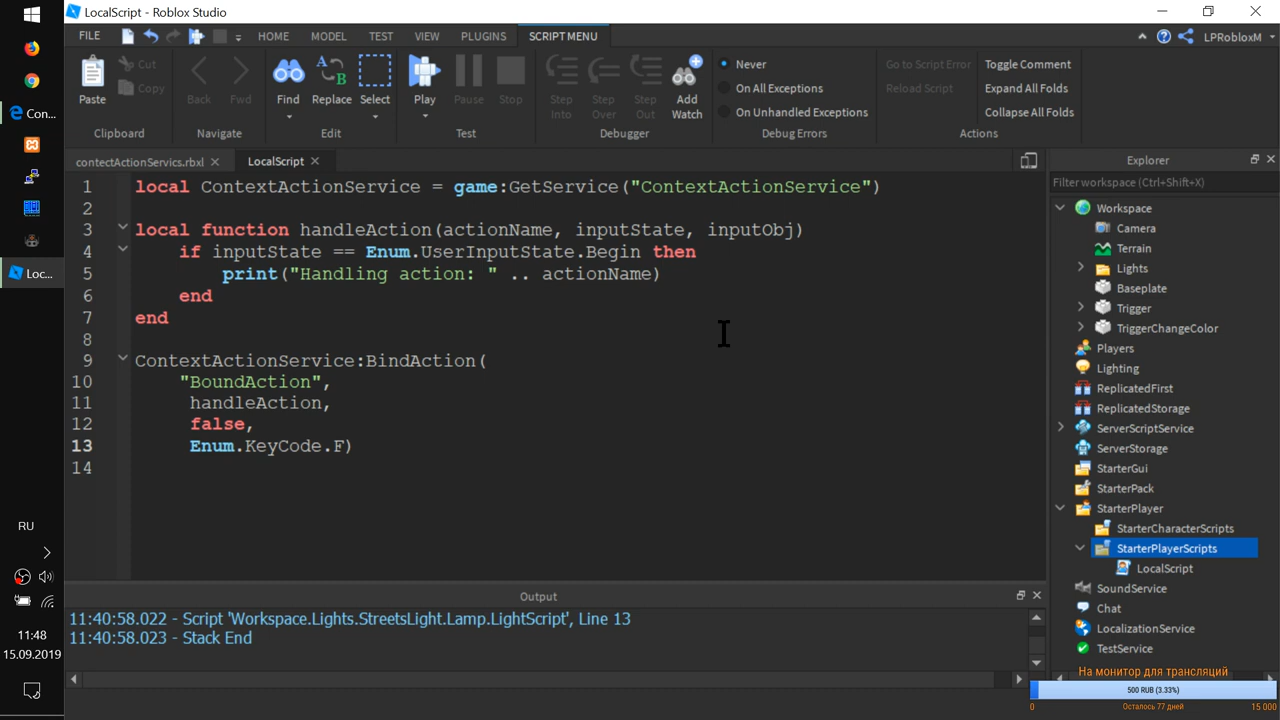 LocalScript - Roblox Studio
FILE
HOME
MODEL
TEST
VIEW
PLUGINS
SCRIPT MENU
LPRobloxM
Paste
Cut
Copy
Clipboard
Back
Fwd
Navigate
Find
Replace
Select
Edit
Play
Pause
Stop
Test
Step Into
Step Over
Step Out
Add Watch
Debugger
Never
On All Exceptions
On Unhandled Exceptions
Debug Errors
Go to Script Error
Reload Script
Toggle Comment
Expand All Folds
Collapse All Folds
Actions
contectActionServics.rbxl
LocalScript
1 local ContextActionService = game:GetService("ContextActionService")
2
3 local function handleAction(actionName, inputState, inputObj)
4 if inputState == Enum.UserInputState.Begin then
5 print("Handling action: " .. actionName)
6 end
7 end
8
9 ContextActionService:BindAction(
10 "BoundAction",
11 handleAction,
12 false,
13 Enum.KeyCode.F)
14
Output
11:40:58.022 - Script 'Workspace.Lights.StreetsLight.Lamp.LightScript', Line 13
11:40:58.023 - Stack End
Explorer
Filter workspace (Ctrl+Shift+X)
Workspace
Camera
Terrain
Lights
Baseplate
Trigger
TriggerChangeColor
Players
Lighting
ReplicatedFirst
ReplicatedStorage
ServerScriptService
ServerStorage
StarterGui
StarterPack
StarterPlayer
StarterCharacterScripts
StarterPlayerScripts
LocalScript
SoundService
Chat
LocalizationService
TestService
На монитор для трансляций
500 RUB (3.33%)
0
Осталось 77 дней
15 000
Con...
Loc...
RU
11:48
15.09.2019